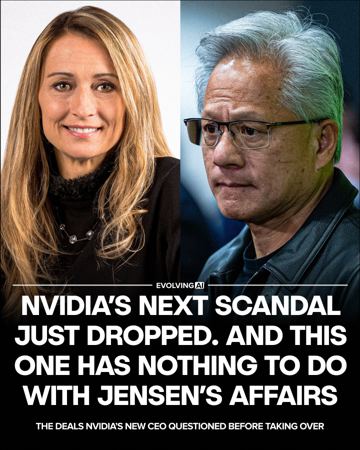 EVOLVING AI
NVIDIA'S NEXT SCANDAL
JUST DROPPED. AND THIS
ONE HAS NOTHING TO DO
WITH JENSEN'S AFFAIRS
THE DEALS NVIDIA'S NEW CEO QUESTIONED BEFORE TAKING OVER